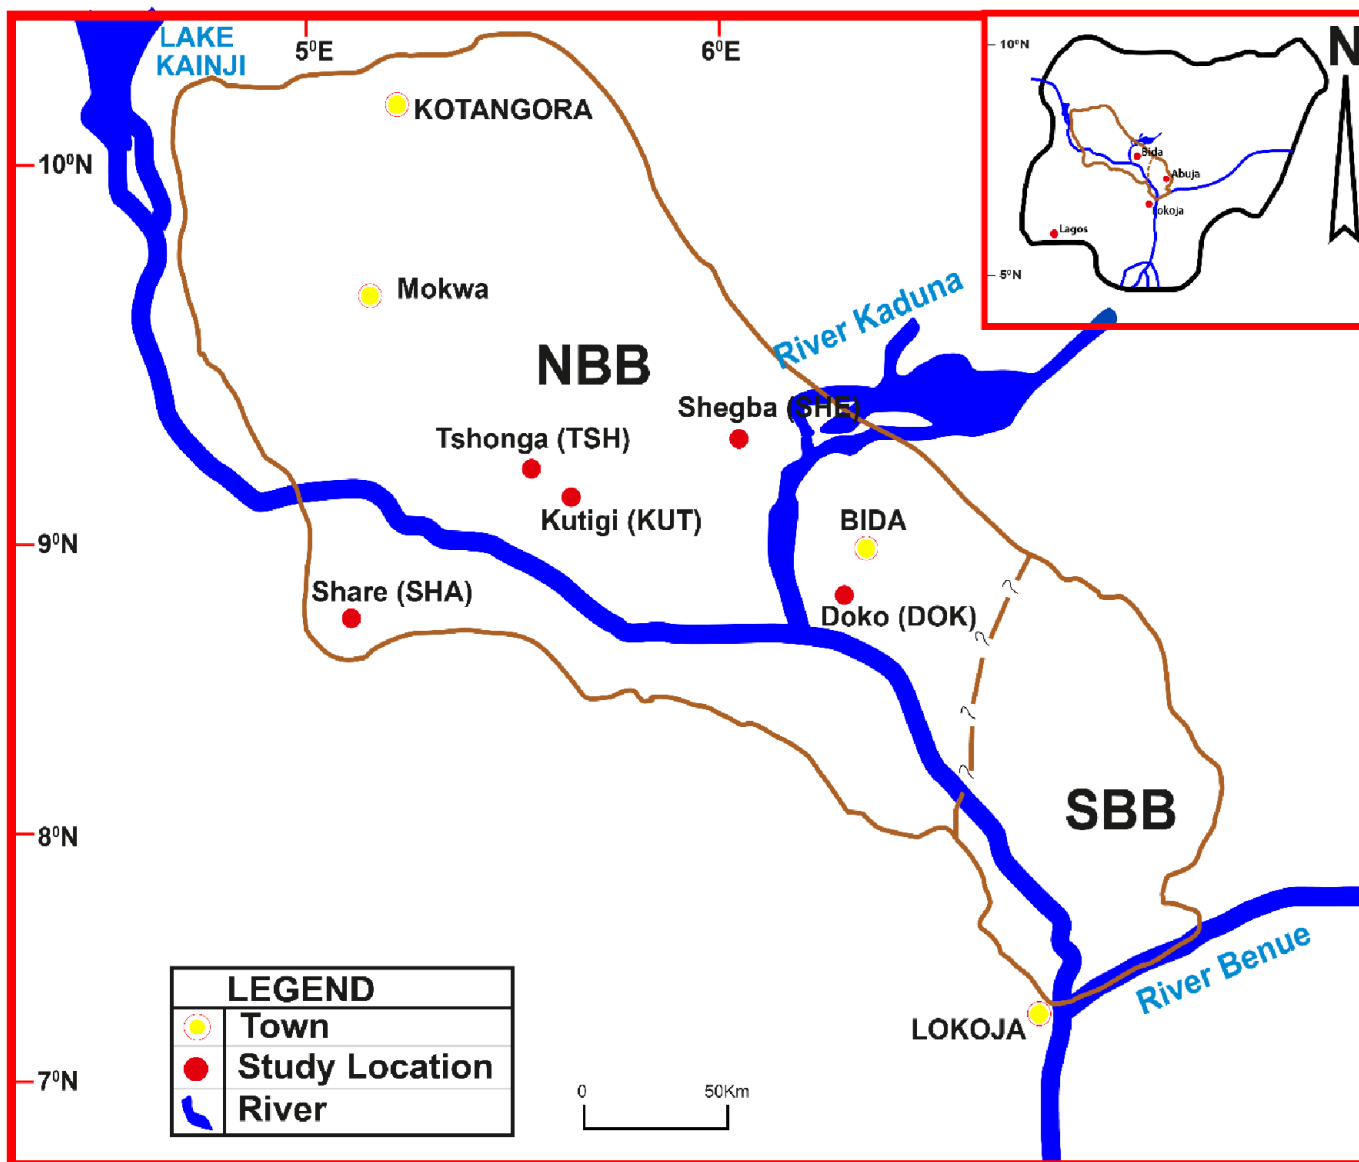 LAKE
KAINJI
5⁰E
6⁰E
10⁰N
9⁰N
8⁰N
7⁰N
KOTANGORA
Mokwa
NBB
River Kaduna
Shegba (SHE)
Tshonga (TSH)
Kutigi (KUT)
BIDA
Share (SHA)
Doko (DOK)
?
?
?
?
SBB
River Benue
LOKOJA
10⁰N
5⁰N
Bida
Abuja
Lokoja
Lagos
N
LEGEND
Town
Study Location
River
0 50Km